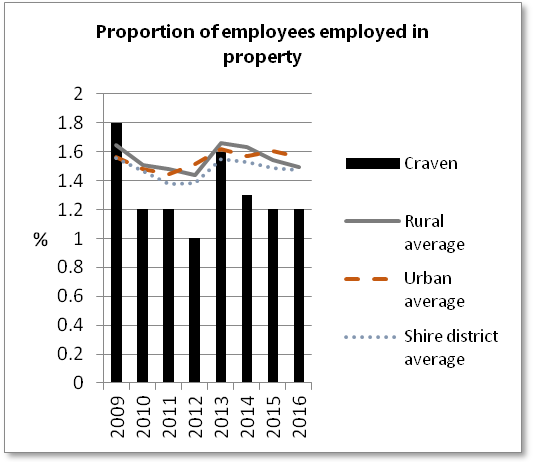 Proportion of employees employed in
property
2
1.8
1.6
1.4
1.2
1
0.8
0.6
0.4
0.2
0
%
2009
2010
2011
2012
2013
2014
2015
2016
Craven
Rural
average
Urban
average
Shire district
average